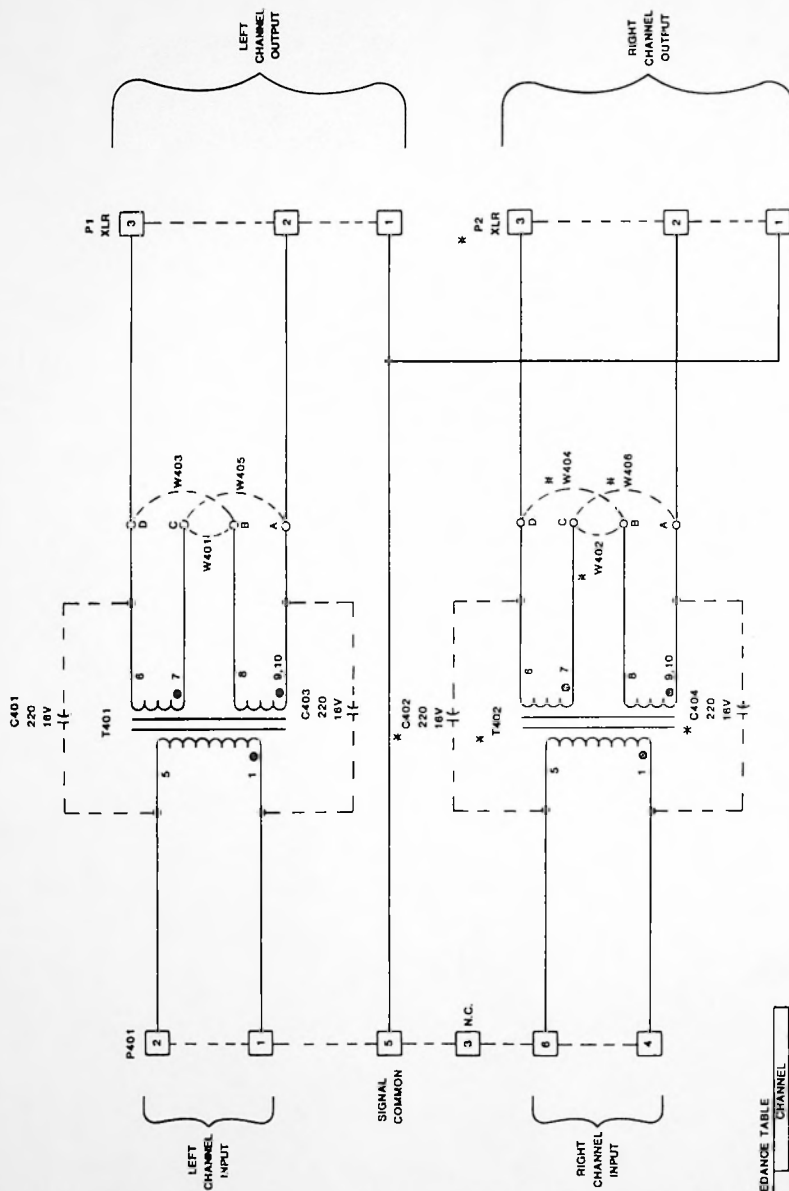 LEFT
CHANNEL
OUTPUT
RIGHT
CHANNEL
OUTPUT
P1
XLR
3
2
1
*
P2
XLR
3
2
1
W403
W405
D
C
B
A
W401
* W404
* W406
D
C
B
A
W402
*
C401
220
16V
T401
6
7
8
9,10
5
1
C403
220
16V
* C402
220
16V
* T402
6
7
8
9,10
5
1
* C404
220
16V
P401
2
1
5
3 N.C.
6
4
SIGNAL
COMMON
LEFT
CHANNEL
INPUT
RIGHT
CHANNEL
INPUT
EDANCE TABLE
CHANNEL